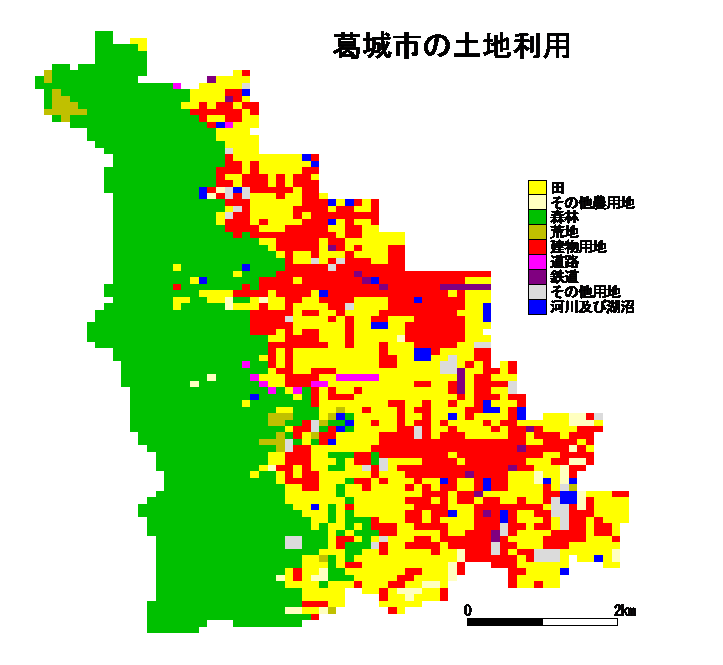 葛城市の土地利用
田
その他農用地
森林
荒地
建物用地
道路
鉄道
その他用地
河川及び湖沼
0 2km